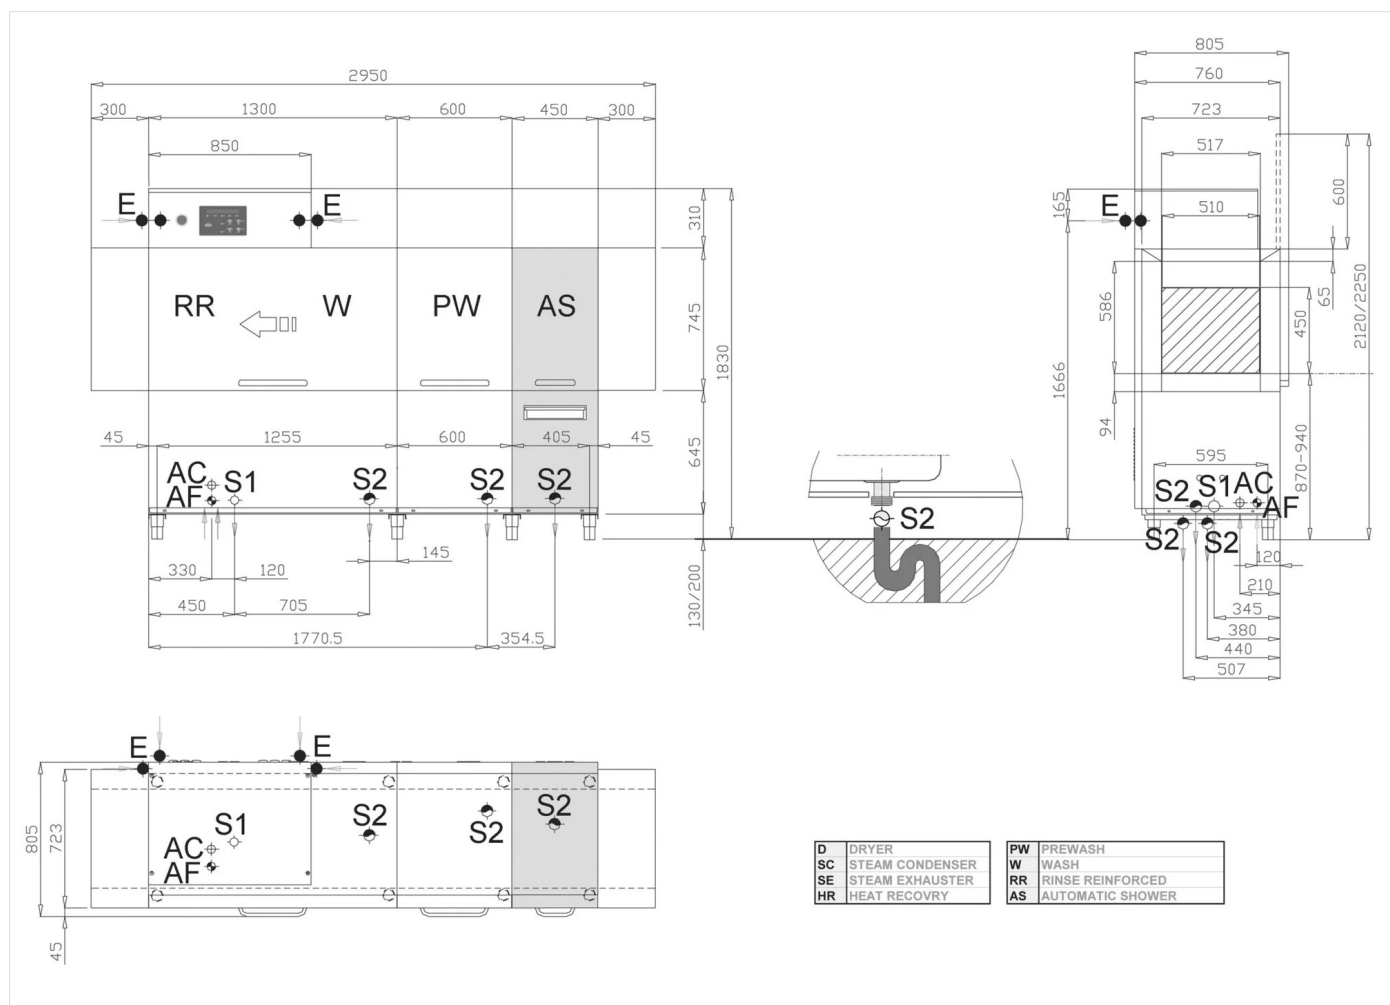 2950
300
1300
600
450
300
850
E
E
310
RR
W
PW
AS
745
1830
45
1255
600
405
45
645
AC
AF
S1
S2
S2
S2
145
330
120
450
705
1770.5
354.5
130/200
S2
805
760
723
517
510
165
600
E
586
65
450
2120/2250
1666
94
870-940
595
S2
S1
AC
AF
S2
S2
120
210
345
380
440
507
E
E
805
723
S1
AC
AF
S2
S2
S2
45
D DRYER
SC STEAM CONDENSER
SE STEAM EXHAUSTER
HR HEAT RECOVRY
PW PREWASH
W WASH
RR RINSE REINFORCED
AS AUTOMATIC SHOWER